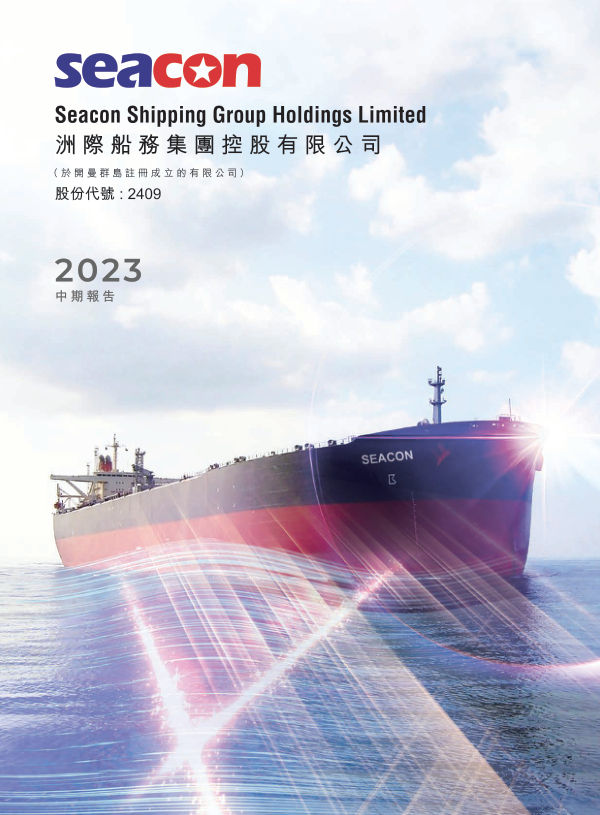 seacon
Seacon Shipping Group Holdings Limited
洲際船務集團控股有限公司
(於開曼群島註冊成立的有限公司)
股份代號 : 2409
2023
中期報告
SEACON